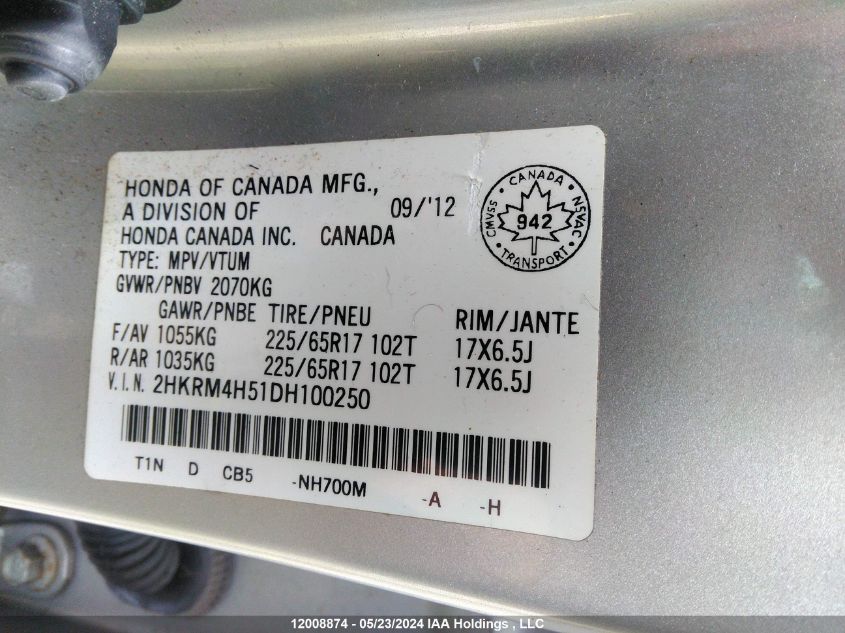 HONDA OF CANADA MFG.,
A DIVISION OF 09/'12
HONDA CANADA INC. CANADA
TYPE: MPV/VTUM
GVWR/PNBV 2070KG
GAWR/PNBE TIRE/PNEU RIM/JANTE
F/AV 1055KG 225/65R17 102T 17X6.5J
R/AR 1035KG 225/65R17 102T 17X6.5J
V.I.N. 2HKRM4H51DH100250
T1N D CB5 -NH700M -A -H
CANADA
CMVSS 942 NSVAC
TRANSPORT
12008874 - 05/23/2024 IAA Holdings , LLC